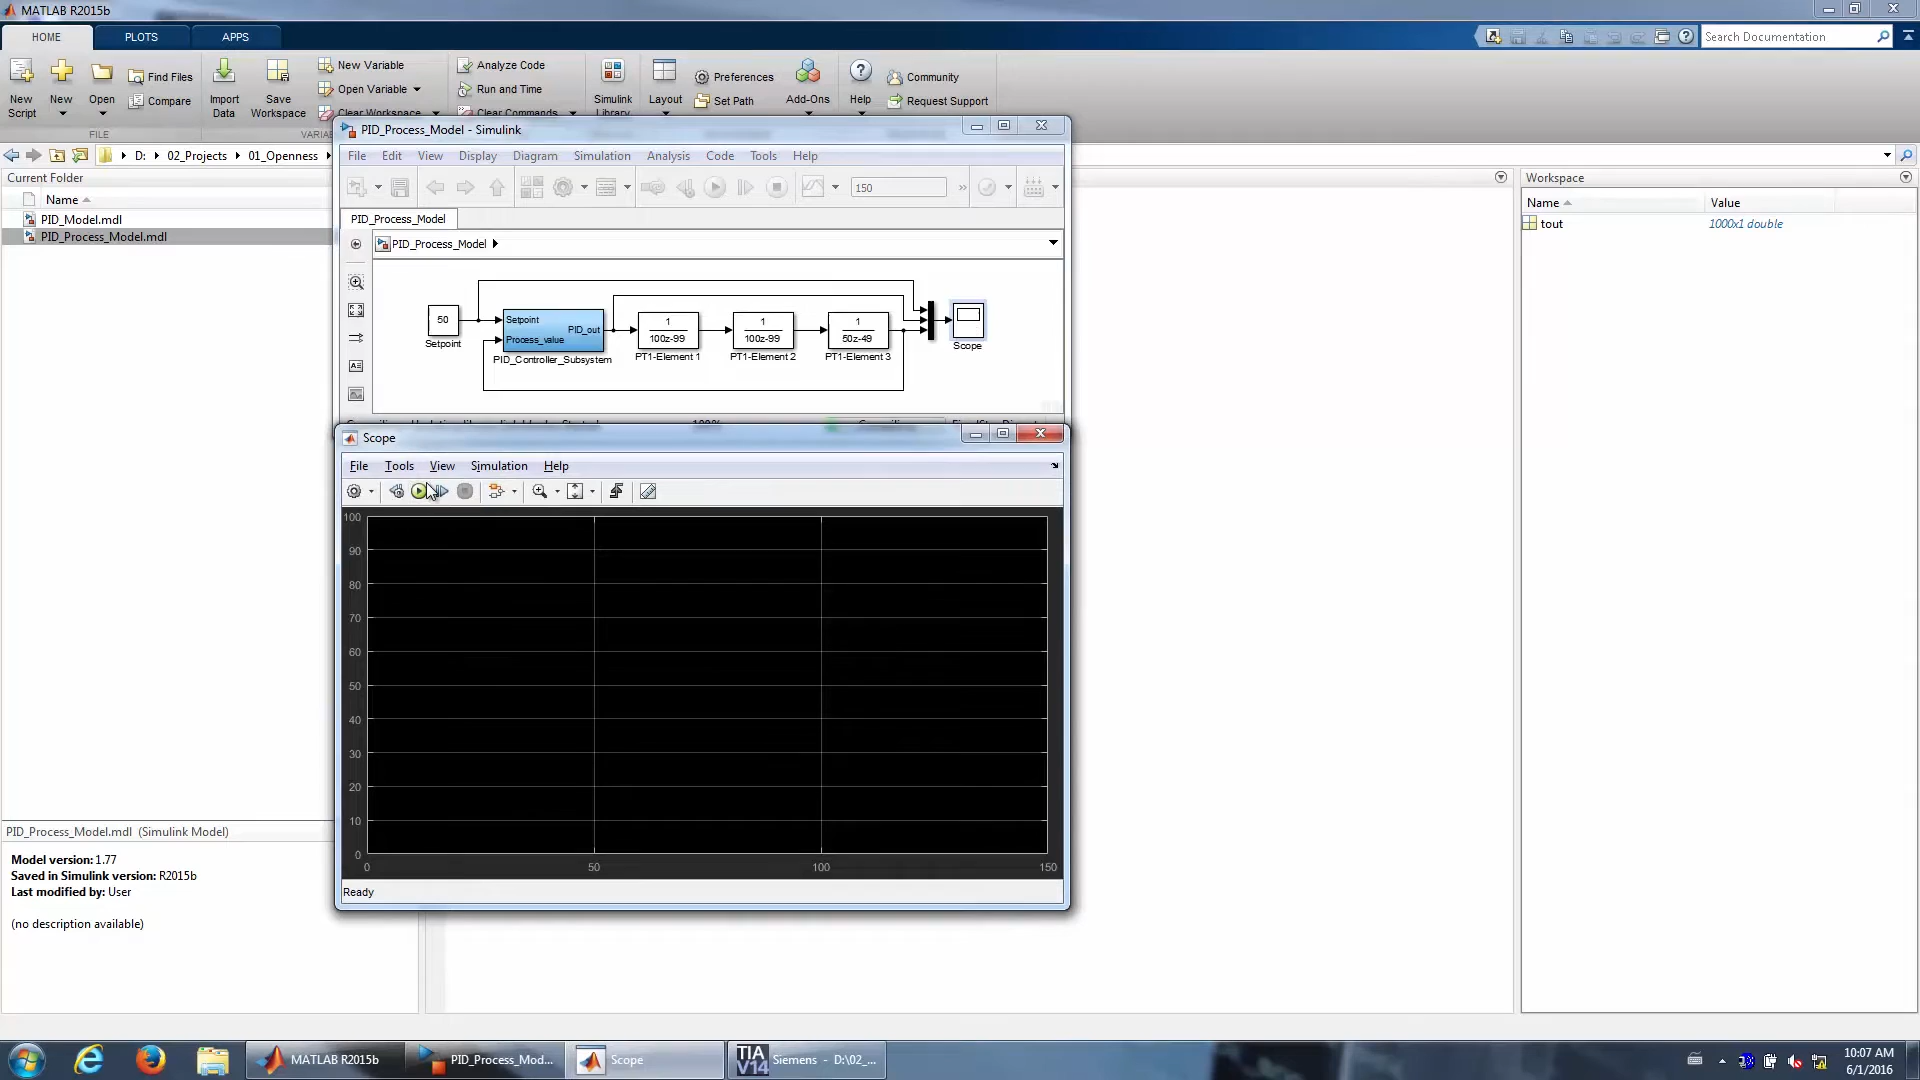 MATLAB R2015b
HOME
PLOTS
APPS
Search Documentation
New Script
New
Open
Find Files
Compare
Import Data
Save Workspace
New Variable
Open Variable
Clear Workspace
Analyze Code
Run and Time
Clear Commands
Simulink Library
Layout
Preferences
Set Path
Add-Ons
Help
Community
Request Support
FILE
VARIA
D: 02_Projects 01_Openness
PID_Process_Model - Simulink
File Edit View Display Diagram Simulation Analysis Code Tools Help
150
»
PID_Process_Model
PID_Process_Model
50
Setpoint
Setpoint
Process_value
PID_out
PID_Controller_Subsystem
1
100z-99
PT1-Element 1
1
100z-99
PT1-Element 2
1
50z-49
PT1-Element 3
Scope
Current Folder
Name
PID_Model.mdl
PID_Process_Model.mdl
Workspace
Name Value
tout 1000x1 double
Scope
File Tools View Simulation Help
100
90
80
70
60
50
40
30
20
10
0
0 50 100 150
Ready
PID_Process_Model.mdl (Simulink Model)
Model version: 1.77
Saved in Simulink version: R2015b
Last modified by: User
(no description available)
MATLAB R2015b
PID_Process_Mod...
Scope
TIA V14
Siemens - D:\02_...
10:07 AM
6/1/2016